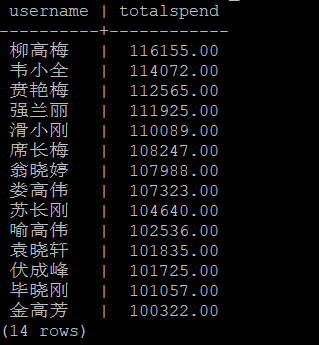 username | totalspend
----------+------------
柳高梅 | 116155.00
韦小全 | 114072.00
贲艳梅 | 112565.00
强兰丽 | 111925.00
滑小刚 | 110089.00
席长梅 | 108247.00
翁晓婷 | 107988.00
娄高伟 | 107323.00
苏长刚 | 104640.00
喻高伟 | 102536.00
袁晓轩 | 101835.00
伏成峰 | 101725.00
毕晓刚 | 101057.00
金高芳 | 100322.00
(14 rows)